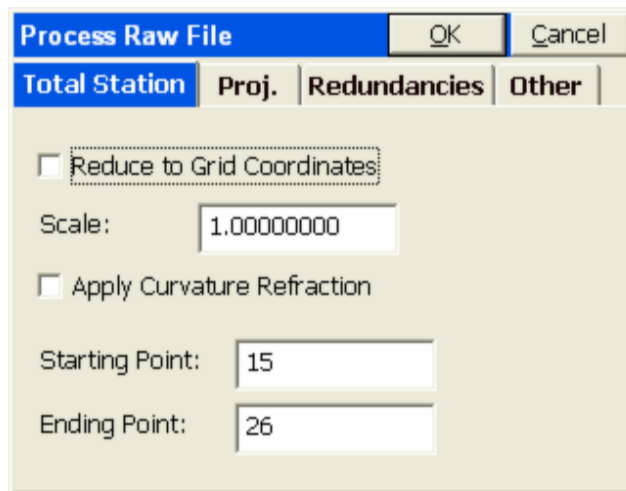 Process Raw File OK Cancel
Total Station Proj. Redundancies Other
Reduce to Grid Coordinates
Scale: 1.00000000
Apply Curvature Refraction
Starting Point: 15
Ending Point: 26